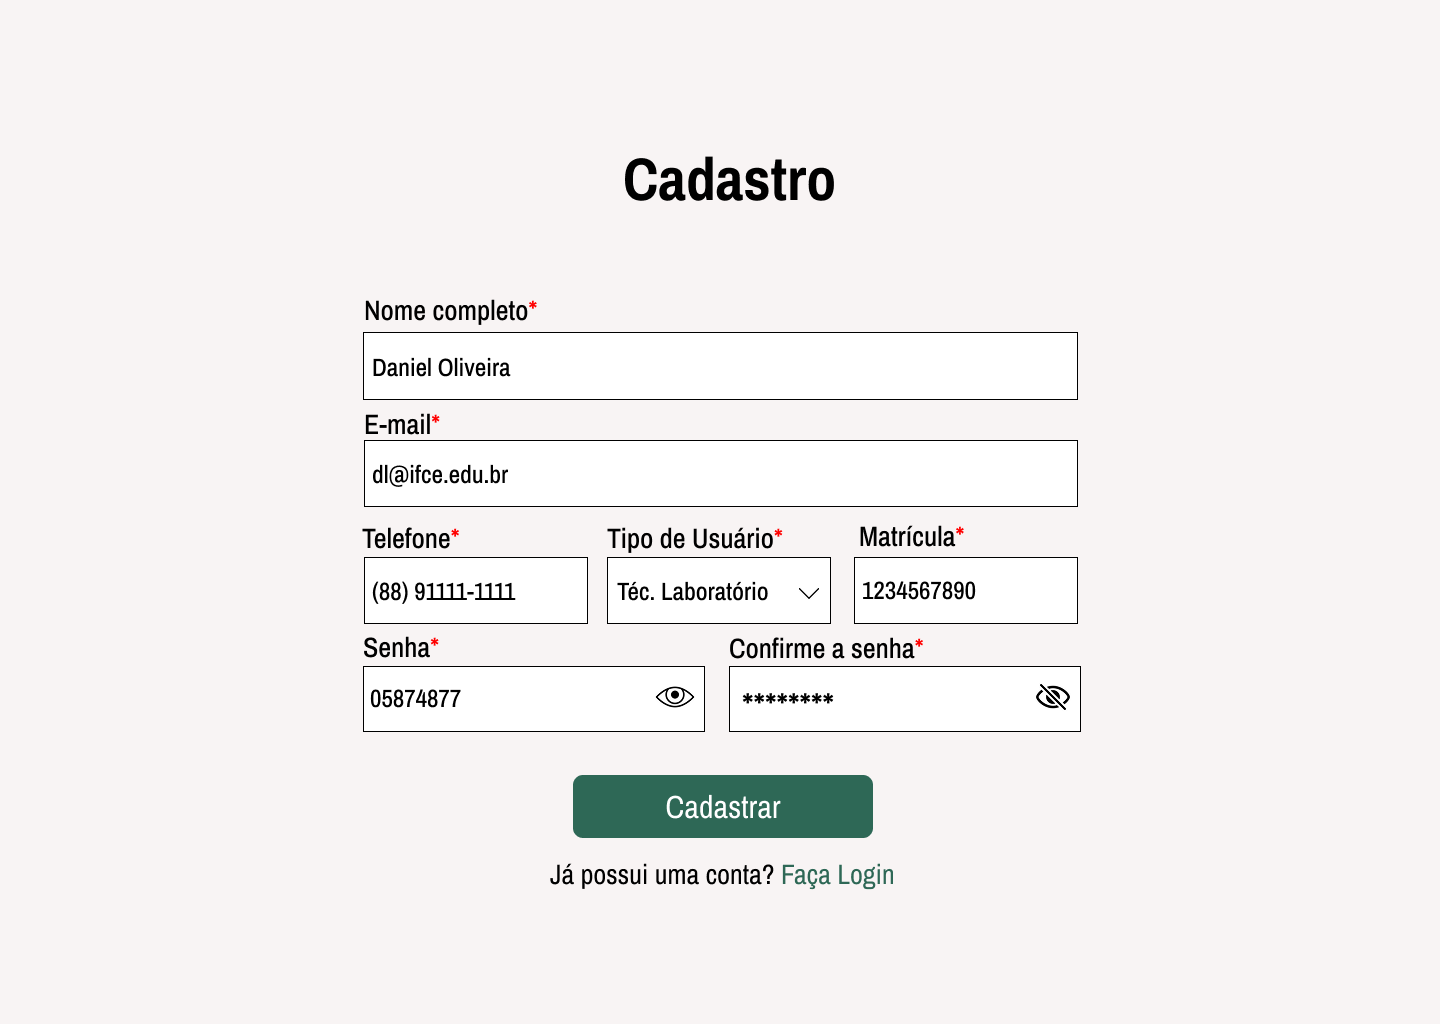 Cadastro
Nome completo*
Daniel Oliveira
E-mail*
dl@ifce.edu.br
Telefone* Tipo de Usuário* Matrícula*
(88) 91111-1111 Téc. Laboratório 1234567890
Senha* Confirme a senha*
05874877 ********
Cadastrar
Já possui uma conta? Faça Login